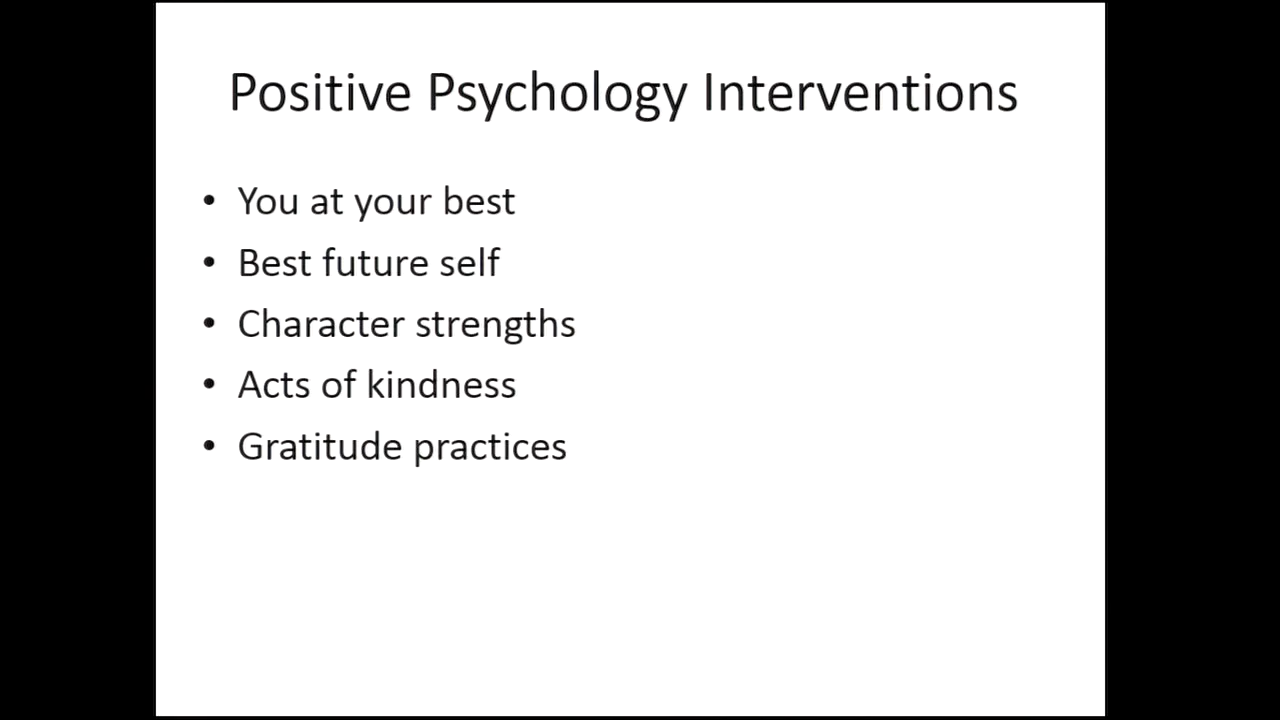 Positive Psychology Interventions
• You at your best
• Best future self
• Character strengths
• Acts of kindness
• Gratitude practices